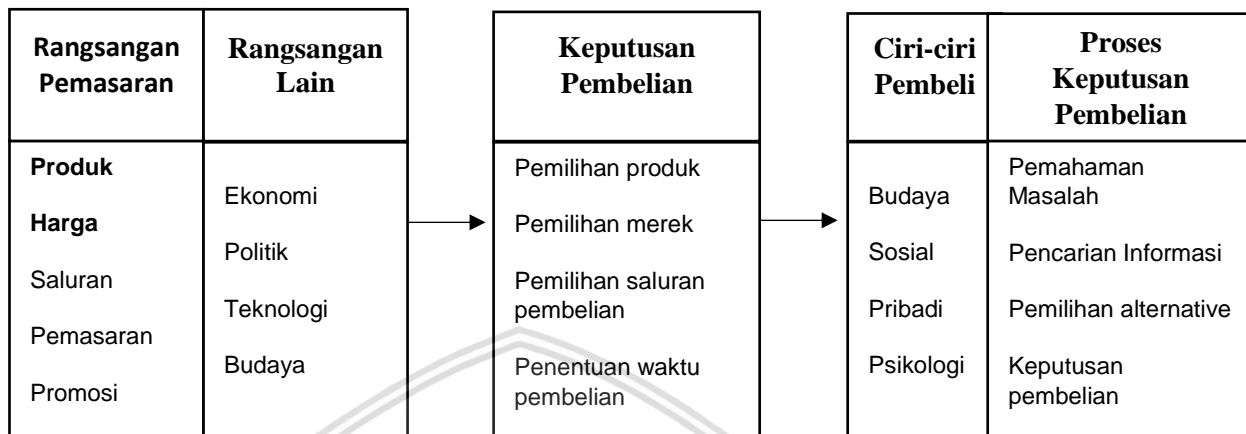 Rangsangan
Pemasaran
Produk
Harga
Saluran
Pemasaran
Promosi
Rangsangan
Lain
Ekonomi
Politik
Teknologi
Budaya
Keputusan
Pembelian
Pemilihan produk
Pemilihan merek
Pemilihan saluran
pembelian
Penentuan waktu
pembelian
Ciri-ciri
Pembeli
Budaya
Sosial
Pribadi
Psikologi
Proses
Keputusan
Pembelian
Pemahaman
Masalah
Pencarian Informasi
Pemilihan alternative
Keputusan
pembelian